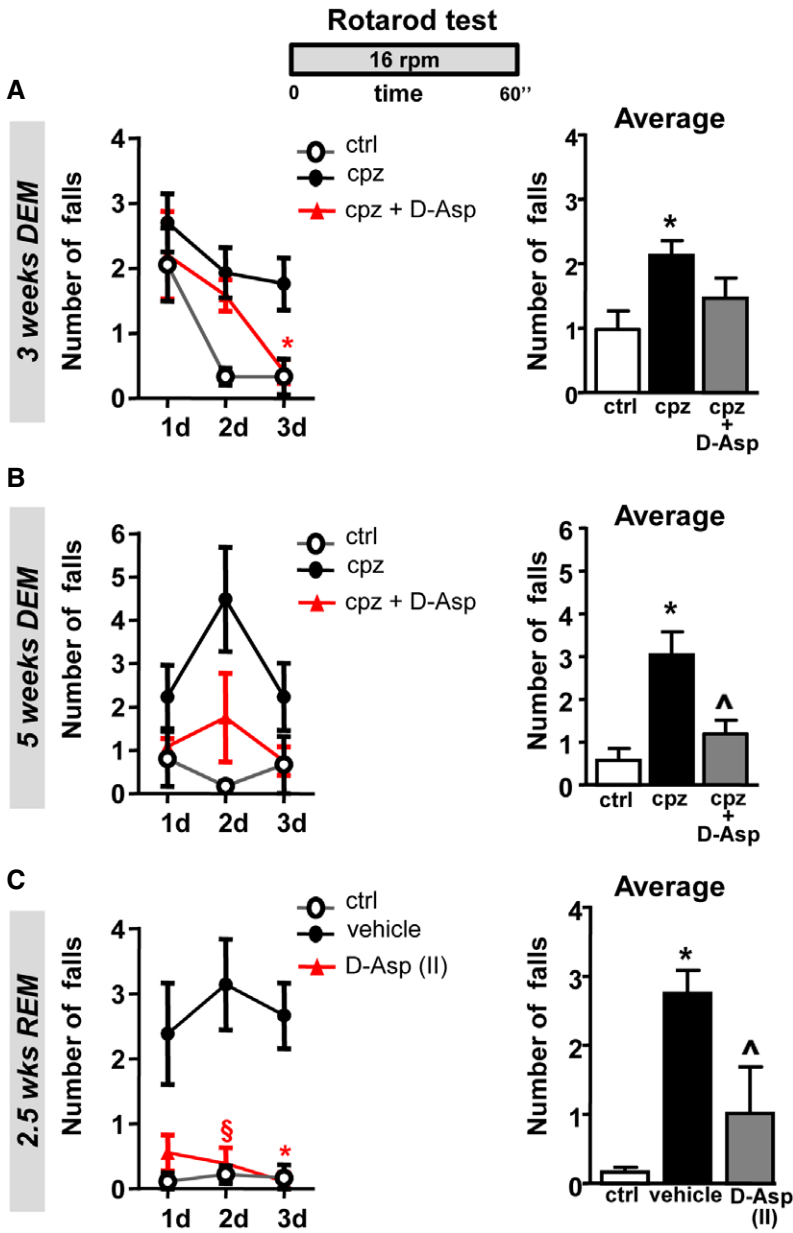 Rotarod test
16 rpm
0 time 60’’
A
3 weeks DEM
Number of falls
4
3
2
1
0
1d 2d 3d
ctrl
cpz
cpz + D-Asp
*
Average
Number of falls
4
3
2
1
0
*
ctrl cpz cpz
+
D-Asp
B
5 weeks DEM
Number of falls
6
5
4
3
2
1
0
1d 2d 3d
ctrl
cpz
cpz + D-Asp
Average
Number of falls
6
5
4
3
2
1
0
*
^
ctrl cpz cpz
+
D-Asp
C
2.5 wks REM
Number of falls
4
3
2
1
0
1d 2d 3d
ctrl
vehicle
D-Asp (II)
§
*
Average
Number of falls
4
3
2
1
0
*
^
ctrl vehicle D-Asp
(II)